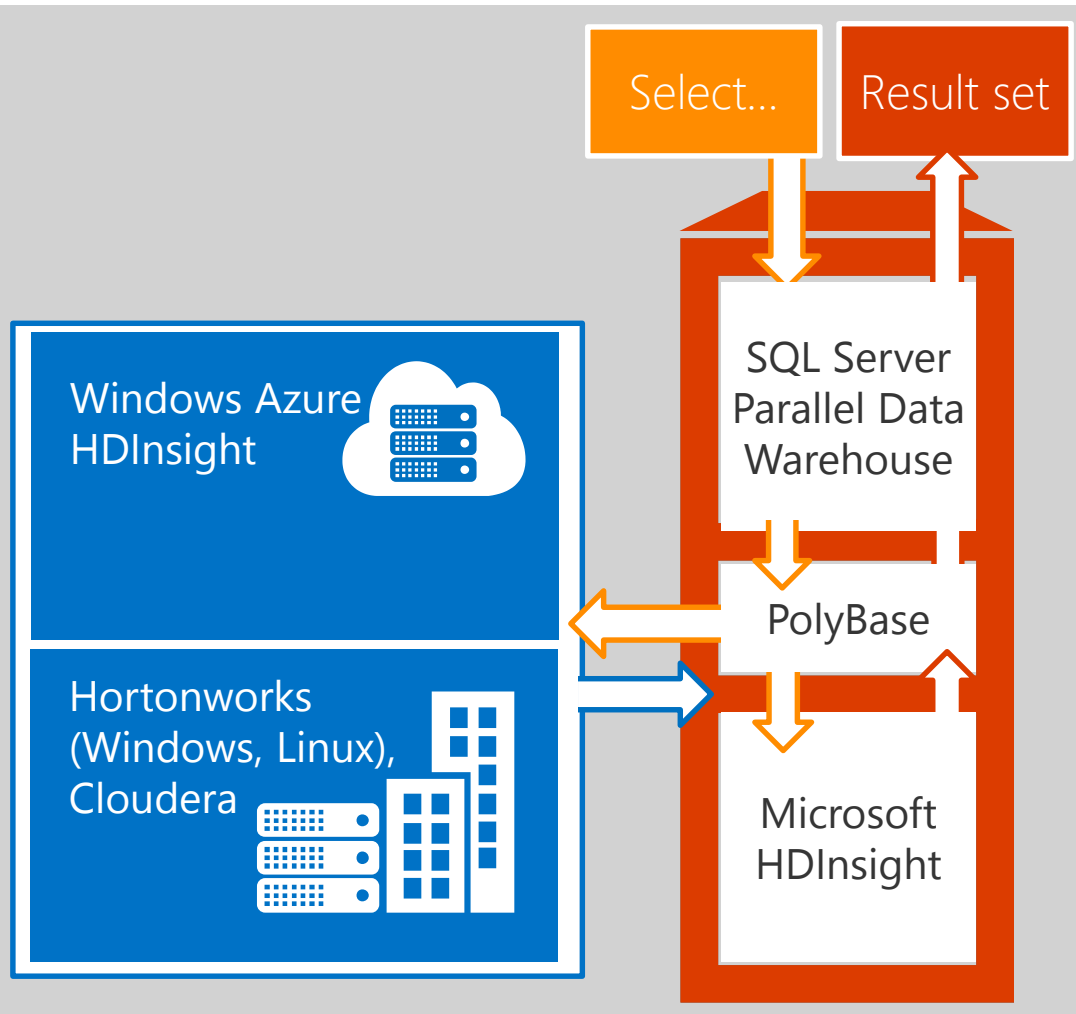 Select...
Result set
SQL Server
Parallel Data
Warehouse
Windows Azure
HDInsight
PolyBase
Hortonworks
(Windows, Linux),
Cloudera
Microsoft
HDInsight